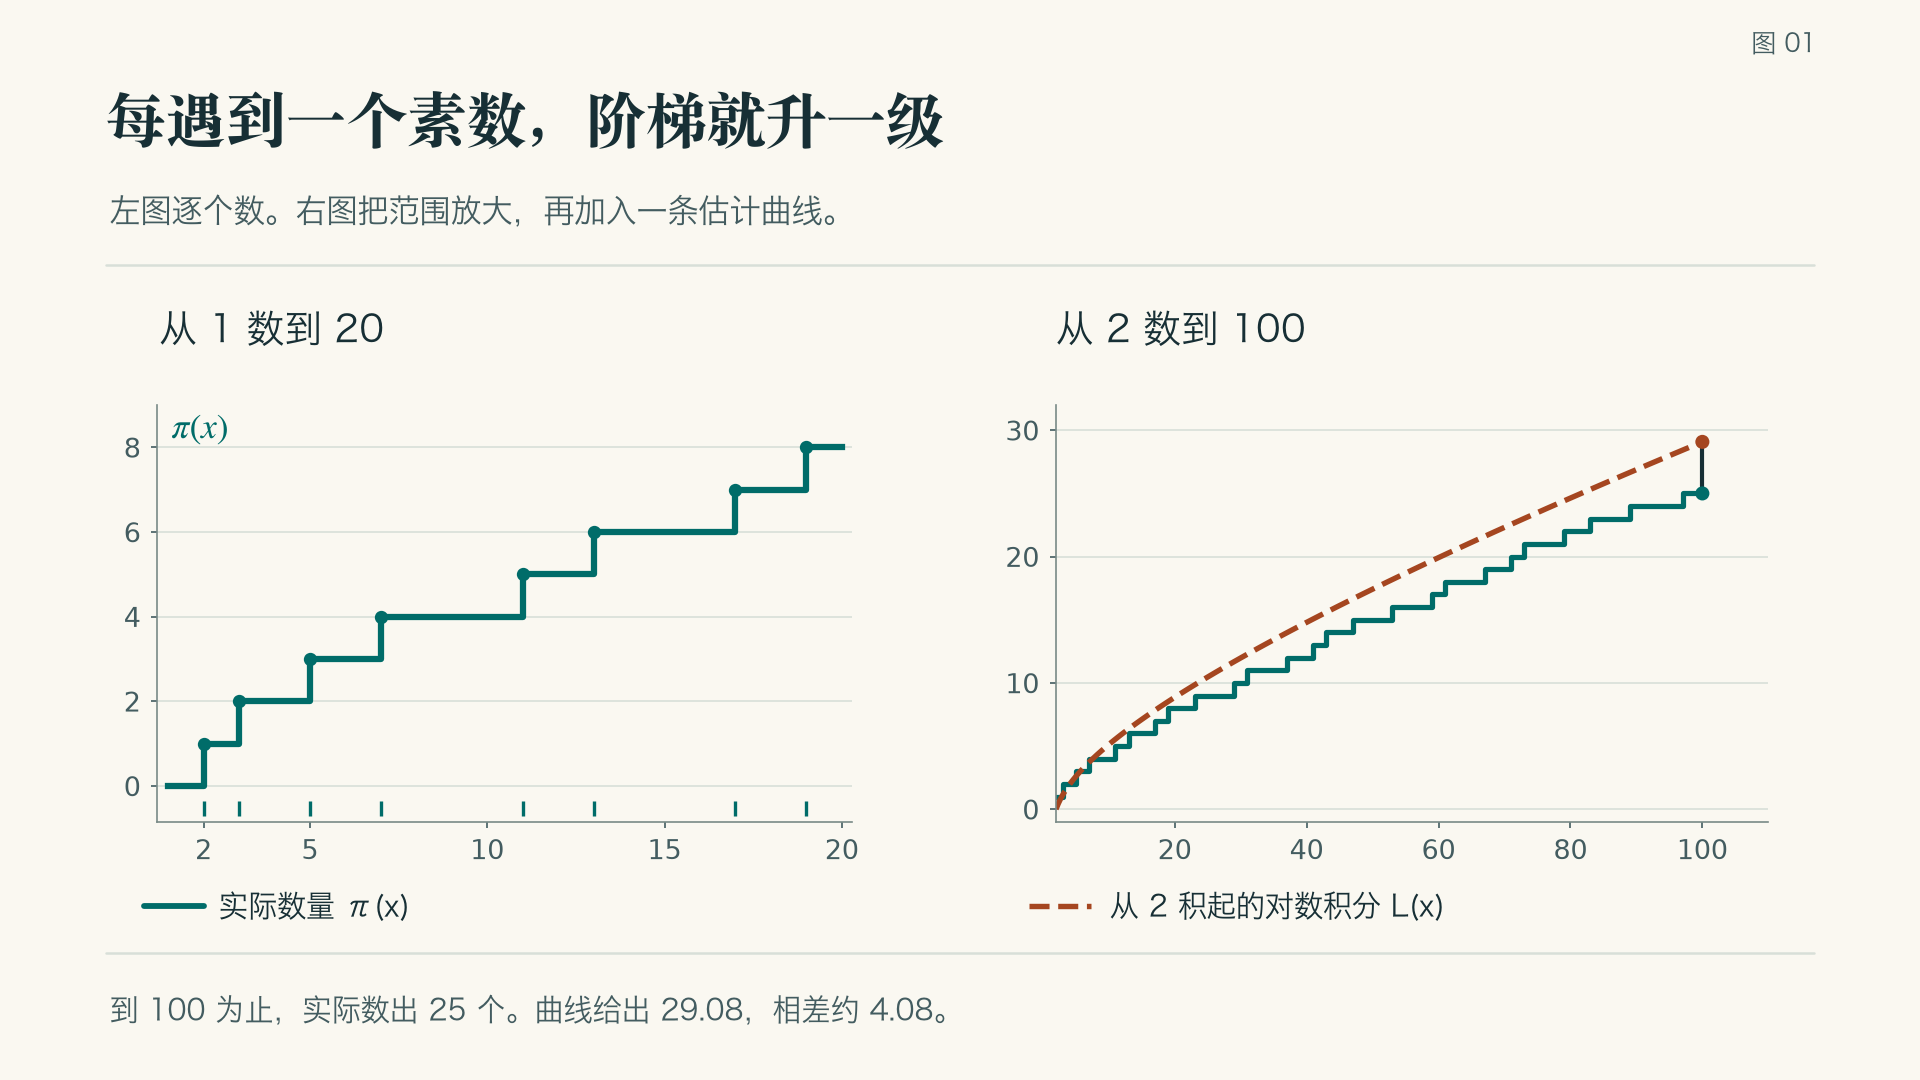 图 01
每遇到一个素数，阶梯就升一级
左图逐个数。右图把范围放大，再加入一条估计曲线。
从 1 数到 20
π(x)
8
6
4
2
0
2 5 10 15 20
实际数量 π (x)
从 2 数到 100
30
20
10
0
20 40 60 80 100
从 2 积起的对数积分 L(x)
到 100 为止，实际数出 25 个。曲线给出 29.08，相差约 4.08。